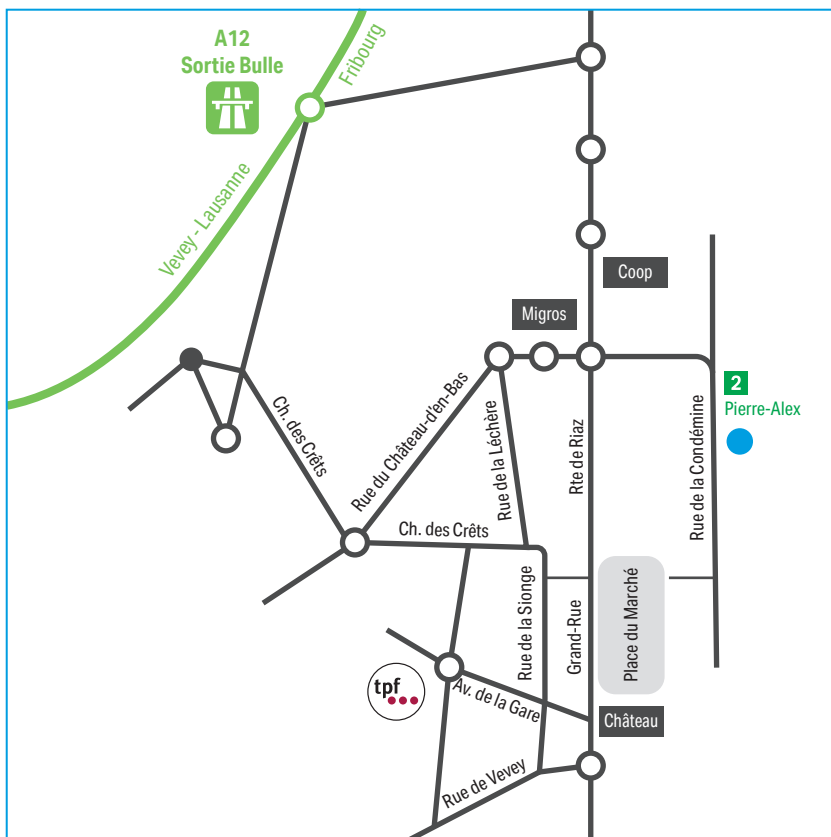 A12
Sortie Bulle
Fribourg
Vevey - Lausanne
Coop
Migros
2
Pierre-Alex
Ch. des Crêts
Rue du Château-d'en-Bas
Rue de la Léchère
Rte de Riaz
Rue de la Condémine
Ch. des Crêts
Rue de la Sionge
Grand-Rue
Place du Marché
tpf
Av. de la Gare
Château
Rue de Vevey